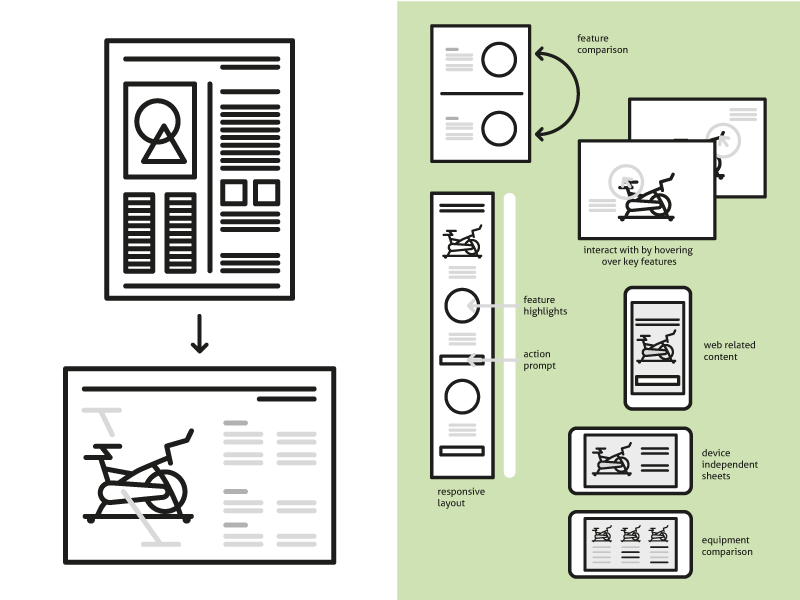 feature
comparison
interact with by hovering
over key features
feature
highlights
action
prompt
web related
content
device
independent
sheets
responsive
layout
equipment
comparison